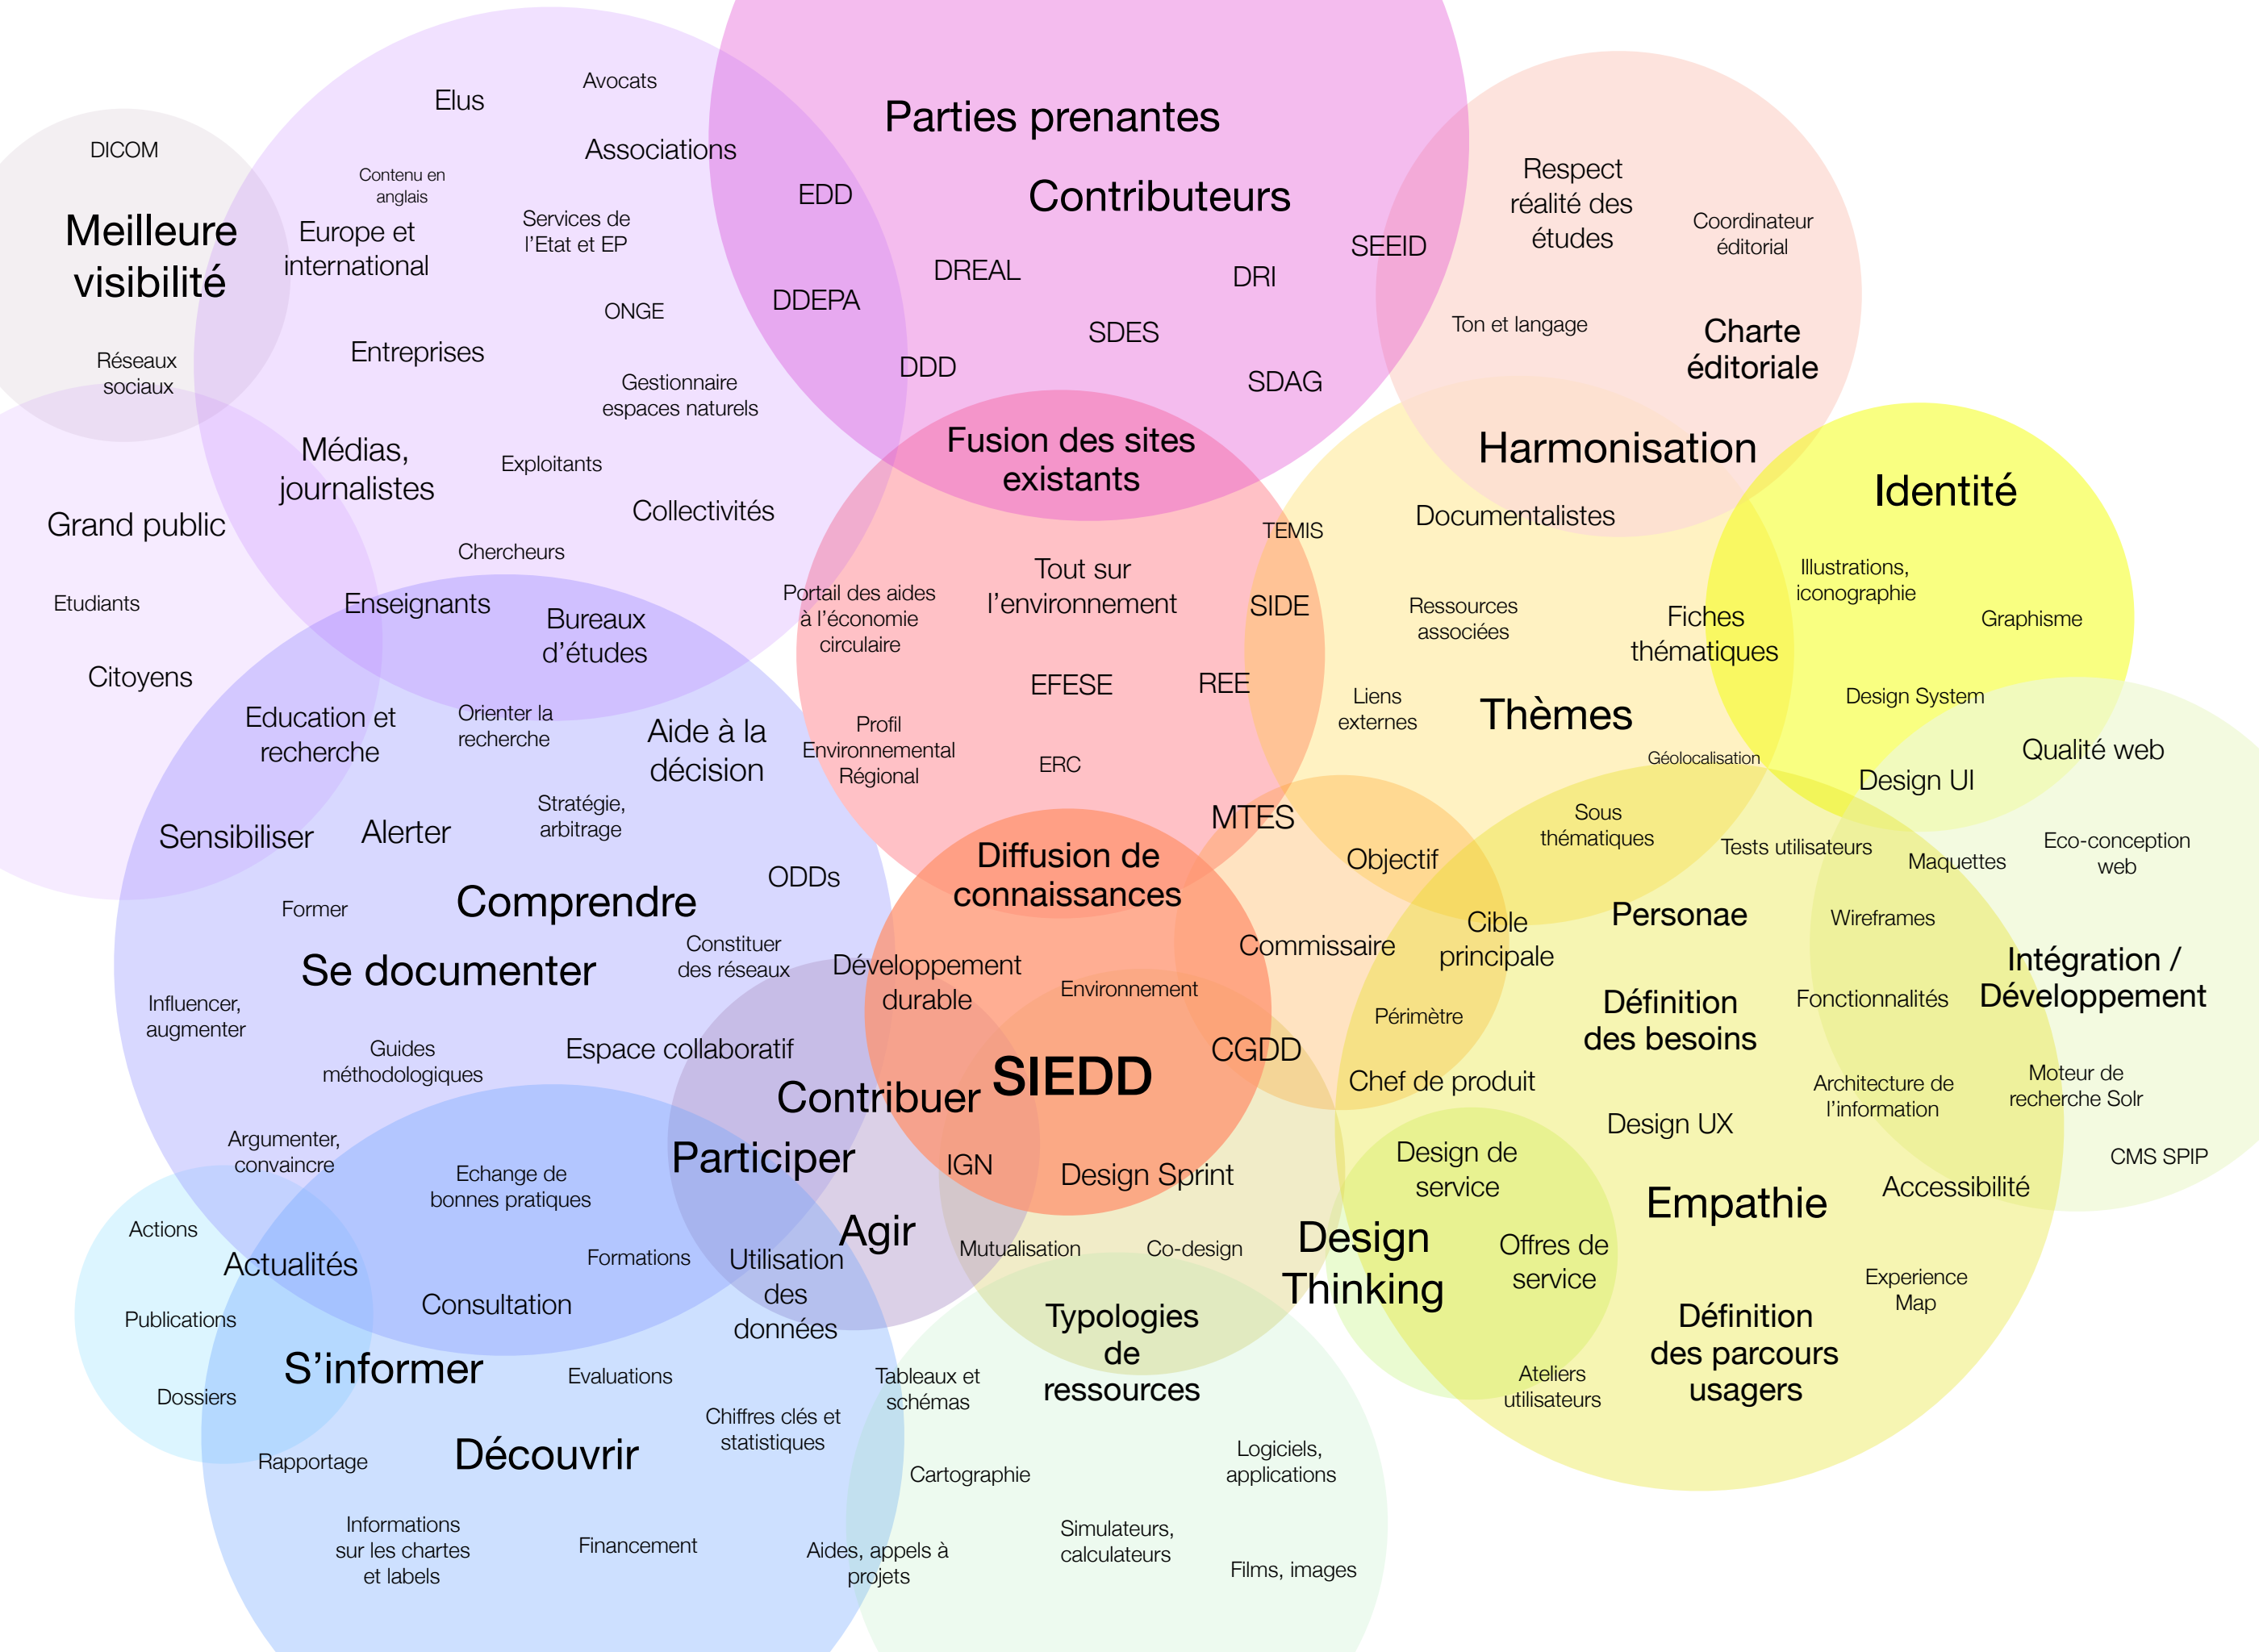 DICOM
Meilleure
visibilité
Réseaux
sociaux
Elus
Avocats
Associations
Contenu en
anglais
Europe et
international
Services de
l'Etat et EP
ONGE
Entreprises
Gestionnaire
espaces naturels
Médias,
journalistes
Exploitants
Collectivités
Chercheurs
Enseignants
Bureaux
d'études
Grand public
Etudiants
Citoyens
Parties prenantes
Contributeurs
EDD
DDEPA
DREAL
DRI
SEEID
SDES
DDD
SDAG
Fusion des sites
existants
TEMIS
Tout sur
l'environnement
Portail des aides
à l'économie
circulaire
SIDE
EFESE
REE
Profil
Environnemental
Régional
ERC
MTES
Respect
réalité des
études
Coordinateur
éditorial
Ton et langage
Charte
éditoriale
Harmonisation
Documentalistes
Ressources
associées
Fiches
thématiques
Liens
externes
Thèmes
Géolocalisation
Sous
thématiques
Identité
Illustrations,
iconographie
Graphisme
Design System
Qualité web
Design UI
Eco-conception
web
Tests utilisateurs
Maquettes
Wireframes
Intégration /
Développement
Fonctionnalités
Moteur de
recherche Solr
Architecture de
l'information
CMS SPIP
Accessibilité
Education et
recherche
Orienter la
recherche
Aide à la
décision
Stratégie,
arbitrage
Sensibiliser
Alerter
ODDs
Former
Comprendre
Constituer
des réseaux
Se documenter
Influencer,
augmenter
Guides
méthodologiques
Espace collaboratif
Argumenter,
convaincre
Echange de
bonnes pratiques
Contribuer
Participer
Agir
Utilisation
des
données
Formations
Consultation
Actions
Actualités
Publications
Dossiers
S'informer
Evaluations
Chiffres clés et
statistiques
Découvrir
Rapportage
Informations
sur les chartes
et labels
Financement
Aides, appels à
projets
Diffusion de
connaissances
Développement
durable
Environnement
SIEDD
CGDD
IGN
Design Sprint
Mutualisation
Co-design
Objectif
Commissaire
Cible
principale
Périmètre
Chef de produit
Personae
Définition
des besoins
Design UX
Design de
service
Design
Thinking
Offres de
service
Empathie
Experience
Map
Définition
des parcours
usagers
Ateliers
utilisateurs
Typologies
de
ressources
Tableaux et
schémas
Cartographie
Logiciels,
applications
Simulateurs,
calculateurs
Films, images